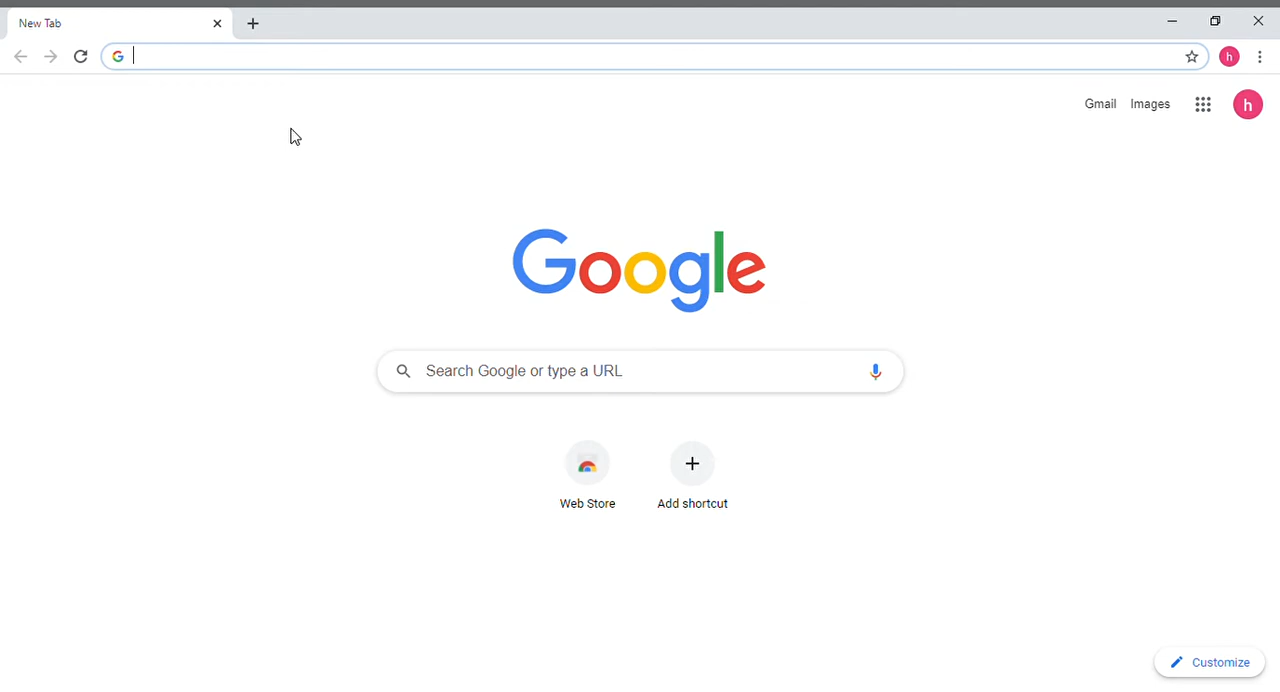 New Tab
h
Gmail Images
h
Google
Search Google or type a URL
Web Store Add shortcut
Customize